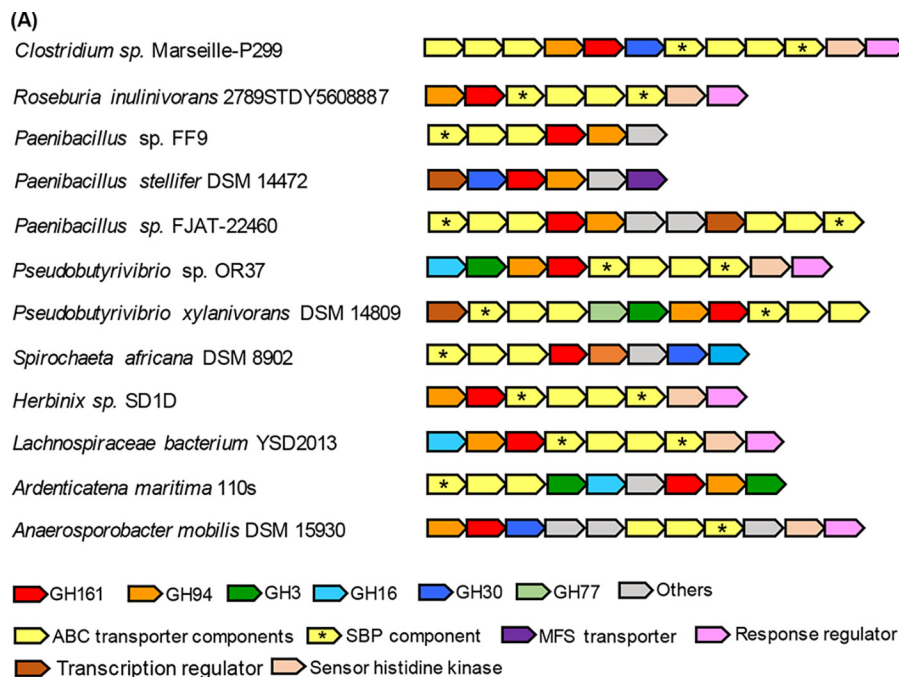 (A)
Clostridium sp. Marseille-P299
* *
Roseburia inulinivorans 2789STDY5608887
* *
Paenibacillus sp. FF9
*
Paenibacillus stellifer DSM 14472
Paenibacillus sp. FJAT-22460
* *
Pseudobutyrivibrio sp. OR37
* *
Pseudobutyrivibrio xylanivorans DSM 14809
* *
Spirochaeta africana DSM 8902
*
Herbinix sp. SD1D
* *
Lachnospiraceae bacterium YSD2013
* *
Ardenticatena maritima 110s
*
Anaerosporobacter mobilis DSM 15930
*
GH161 GH94 GH3 GH16 GH30 GH77 Others
ABC transporter components * SBP component MFS transporter Response regulator
Transcription regulator Sensor histidine kinase